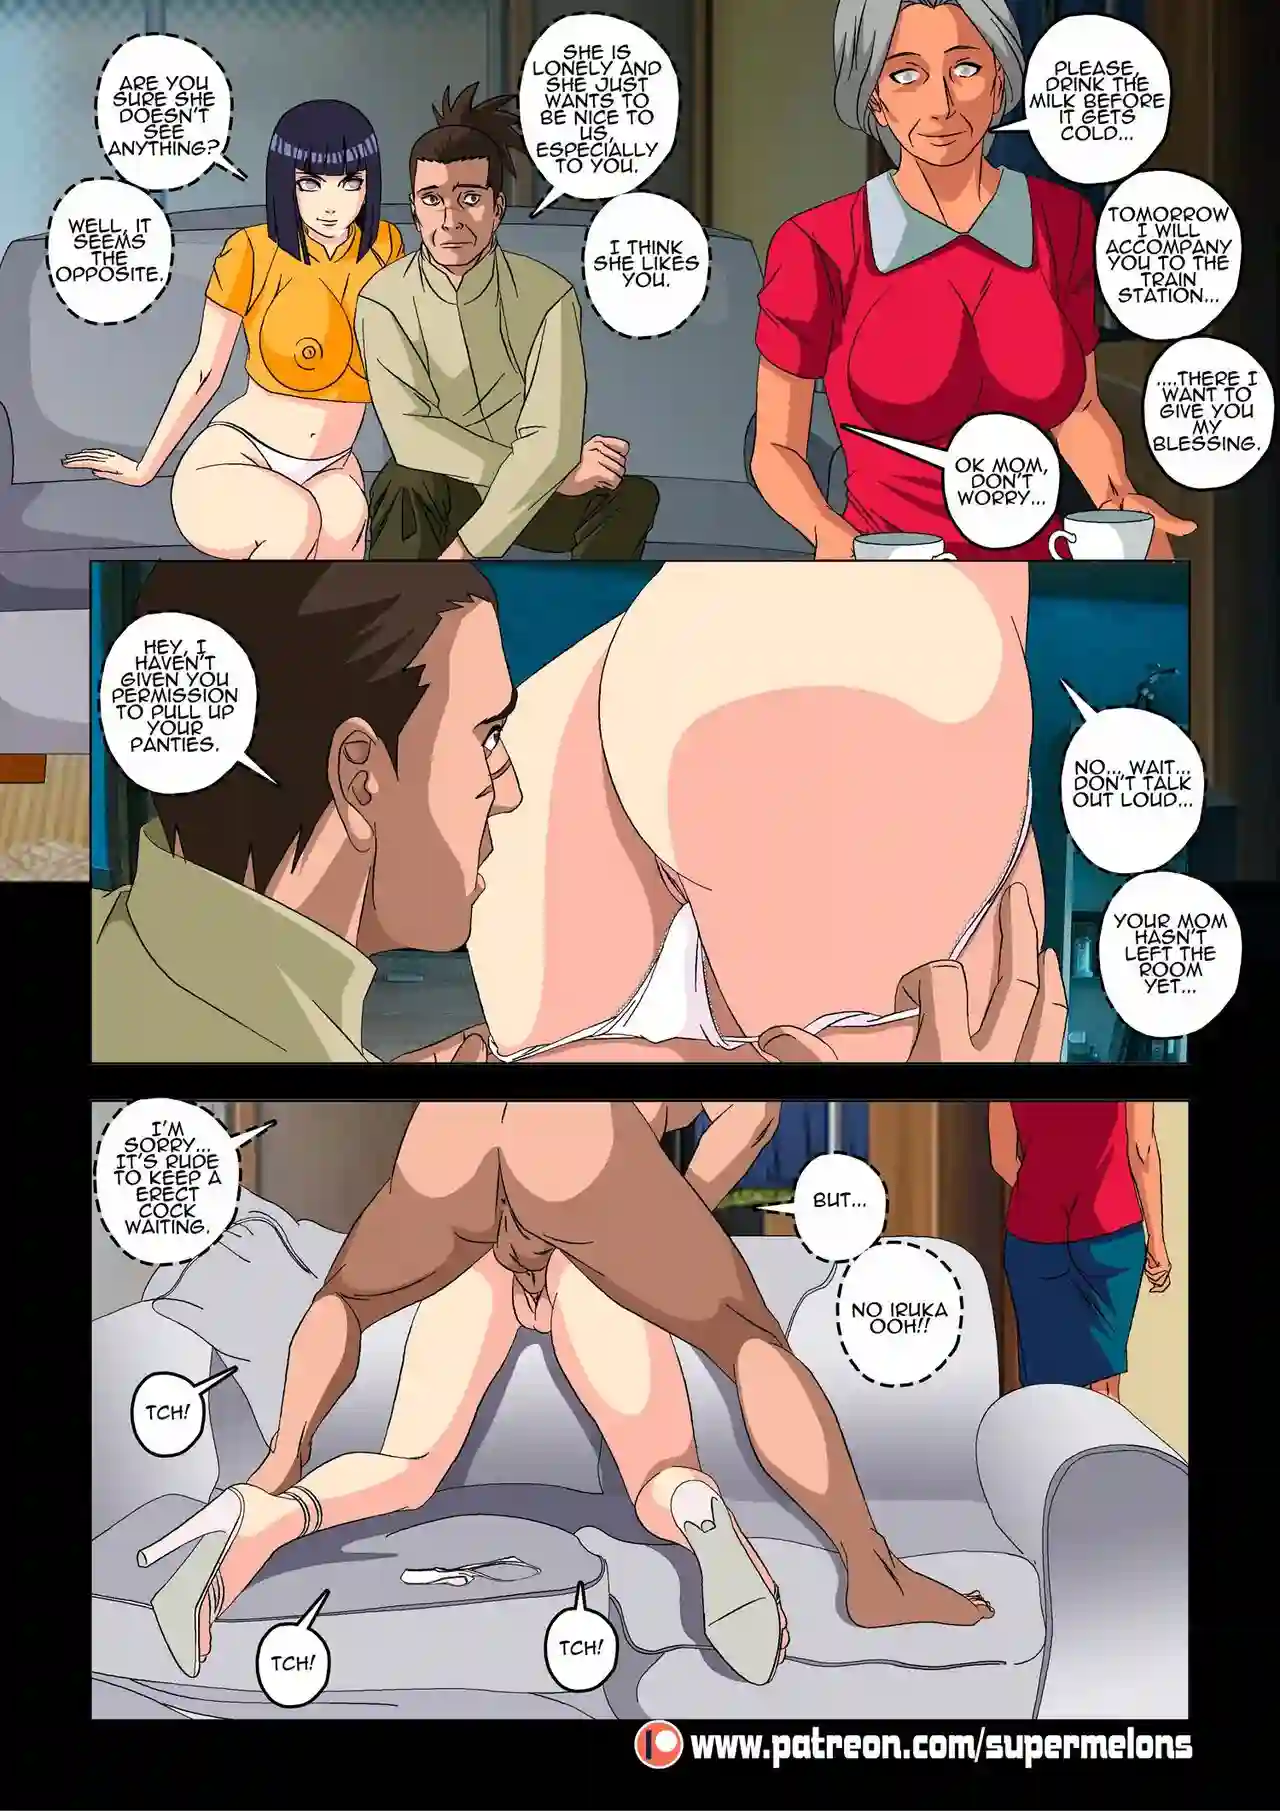 ARE YOU
SURE SHE
DOESN'T
SEE
ANYTHING?
WELL, IT
SEEMS
THE
OPPOSITE.
SHE IS
LONELY AND
SHE JUST
WANTS TO
BE NICE TO
US,
ESPECIALLY
TO YOU.
I THINK
SHE LIKES
YOU.
PLEASE,
DRINK THE
MILK BEFORE
IT GETS
COLD...
TOMORROW
I WILL
ACCOMPANY
YOU TO THE
TRAIN
STATION...
....THERE I
WANT TO
GIVE YOU
MY
BLESSING.
OK MOM,
DON'T
WORRY...
HEY, I
HAVEN'T
GIVEN YOU
PERMISSION
TO PULL UP
YOUR
PANTIES.
NO..., WAIT...
DON'T TALK
OUT LOUD...
YOUR MOM
HASN'T
LEFT THE
ROOM
YET...
I'M
SORRY...
IT'S RUDE
TO KEEP A
ERECT
COCK
WAITING.
BUT...
NO IRUKA
OOH!!
TCH!
TCH!
TCH!
www.patreon.com/supermelons